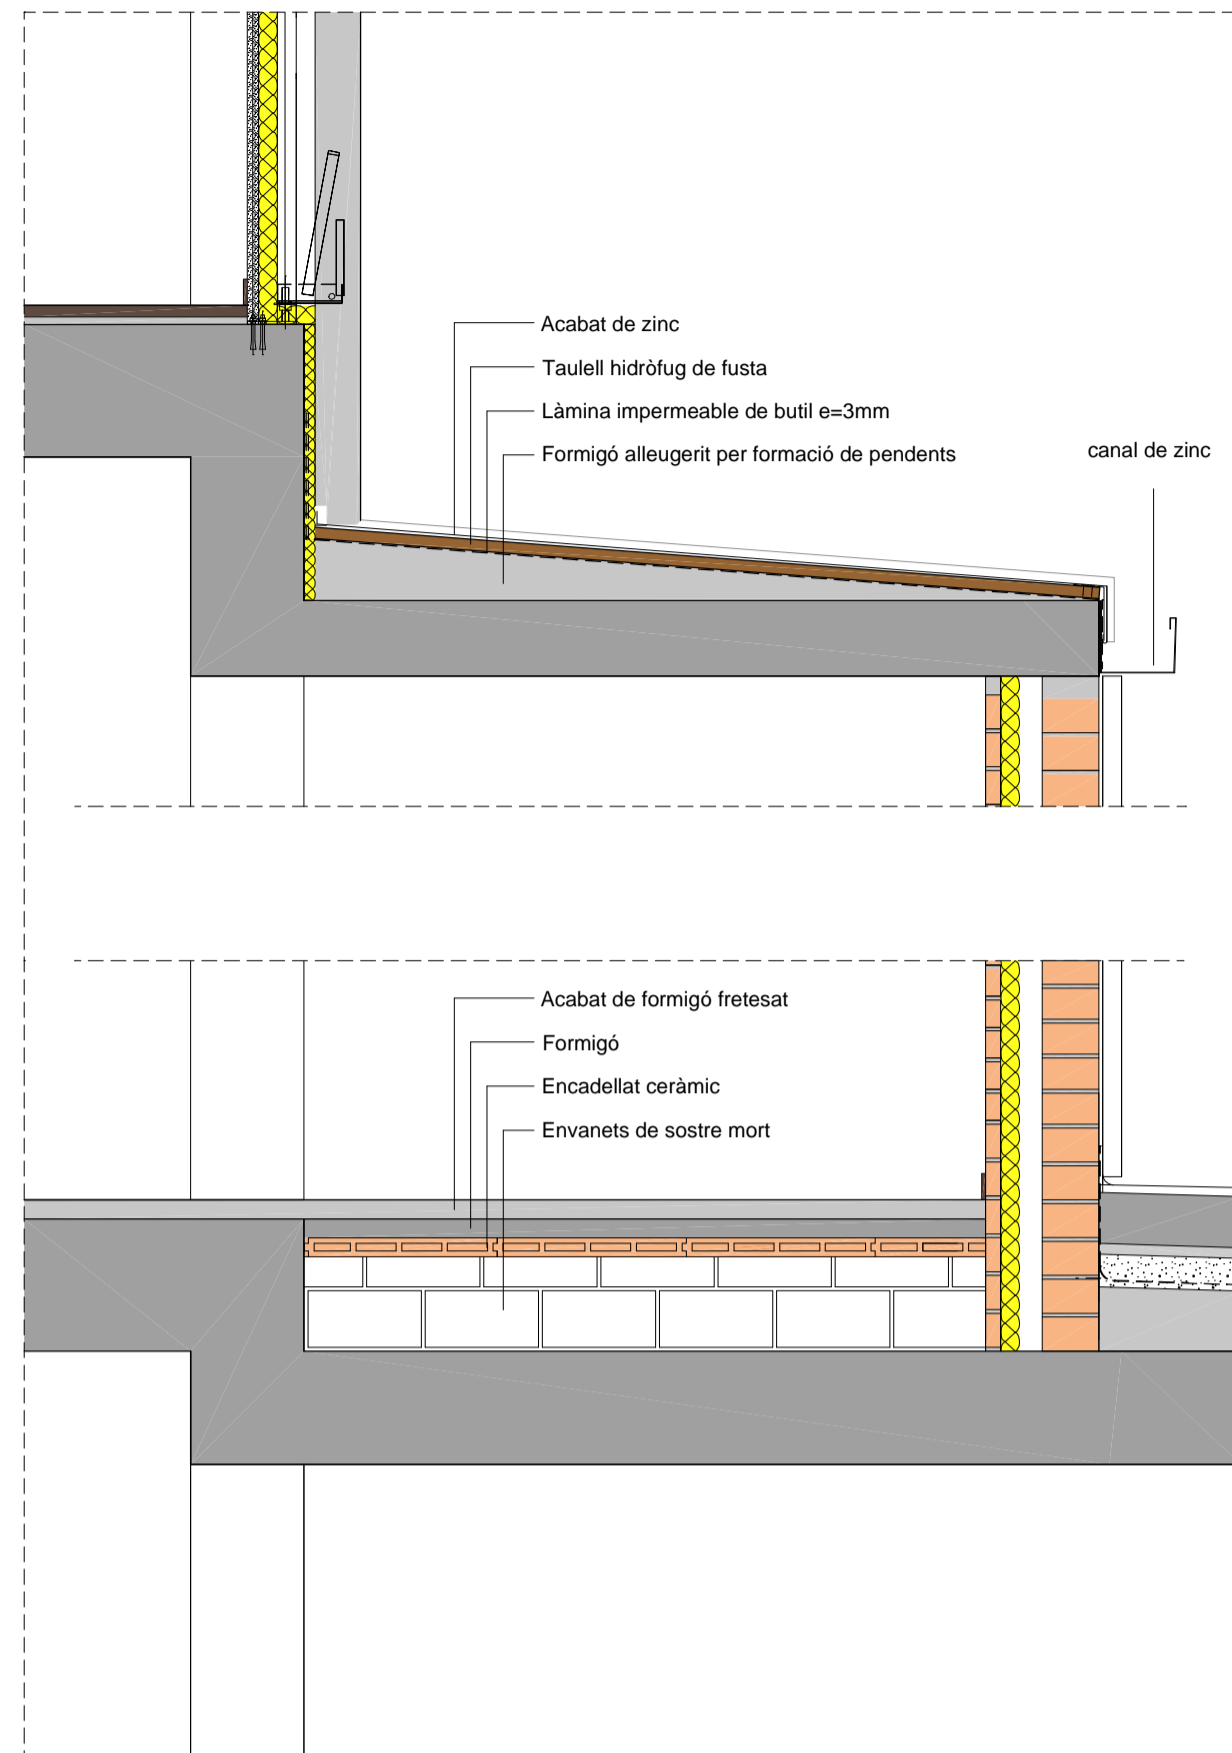 Acabat de zinc
Taulell hidròfug de fusta
Làmina impermeable de butil e=3mm
Formigó alleugerit per formació de pendents
canal de zinc
Acabat de formigó fretesat
Formigó
Encadellat ceràmic
Envanets de sostre mort